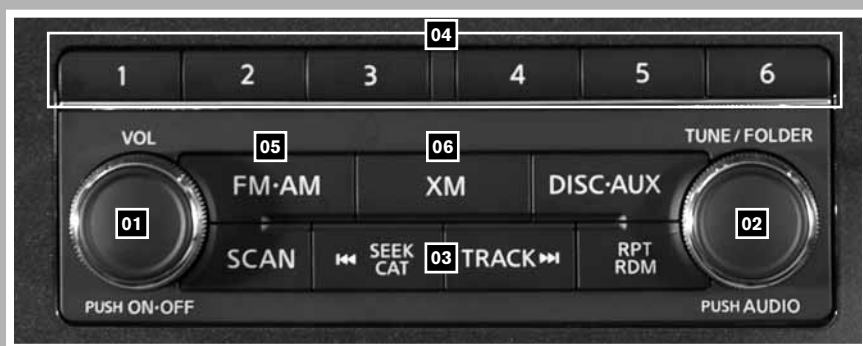 04
1 2 3 4 5 6
VOL
TUNE / FOLDER
05 06
FM·AM XM DISC·AUX
01 02
SCAN ⏮ SEEK CAT 03 TRACK ⏭ RPT RDM
PUSH ON·OFF
PUSH AUDIO